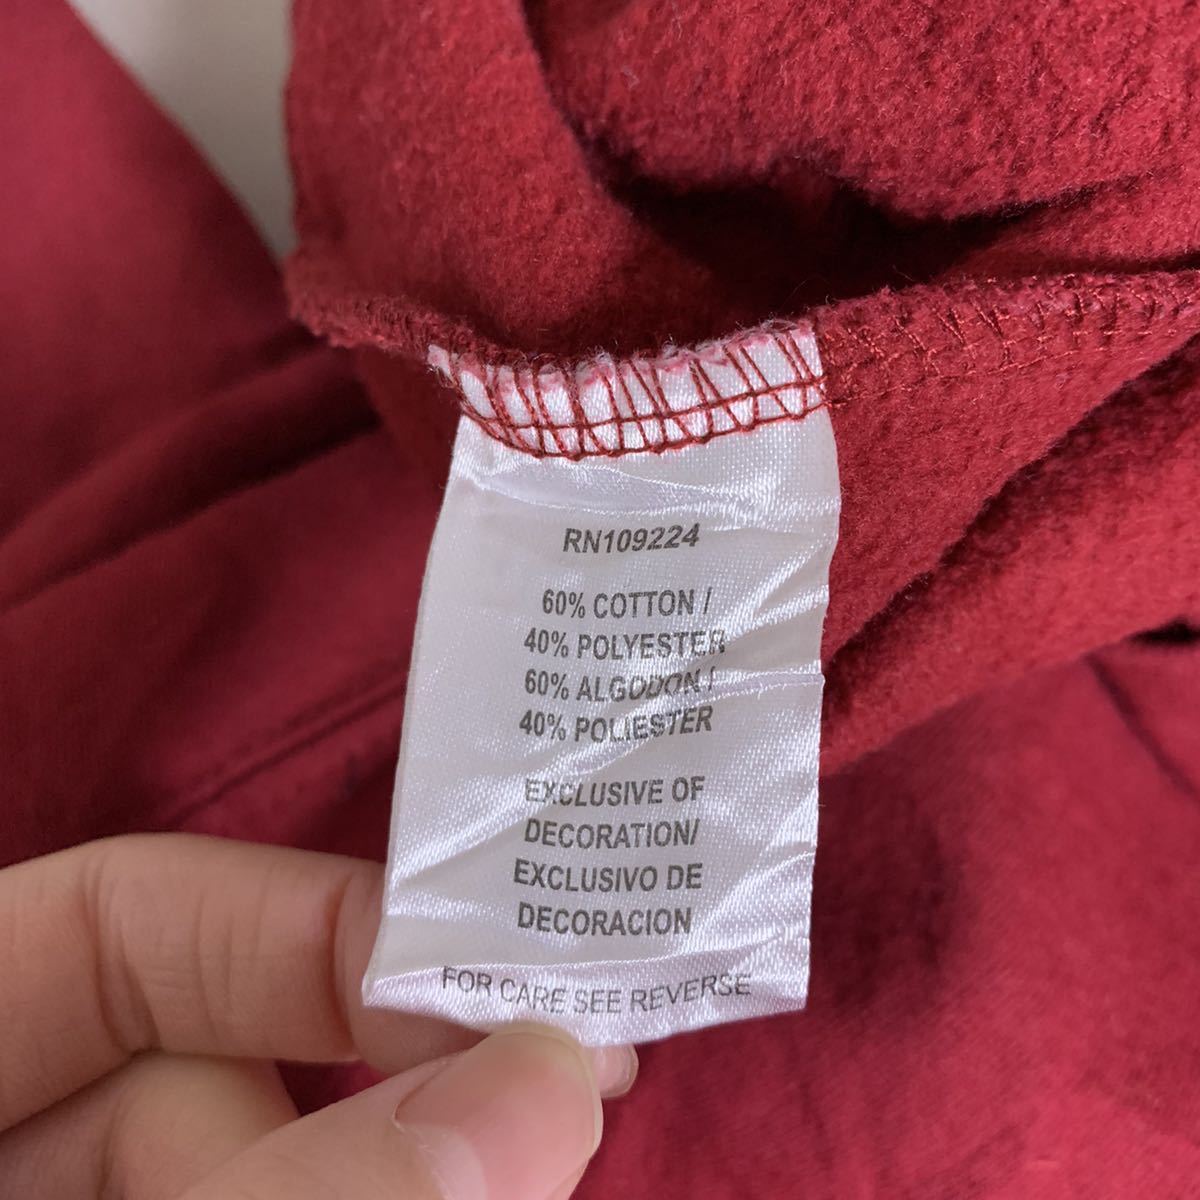 RN109224
60% COTTON /
40% POLYESTER
60% ALGODON /
40% POLIESTER
EXCLUSIVE OF
DECORATION/
EXCLUSIVO DE
DECORACION
FOR CARE SEE REVERSE